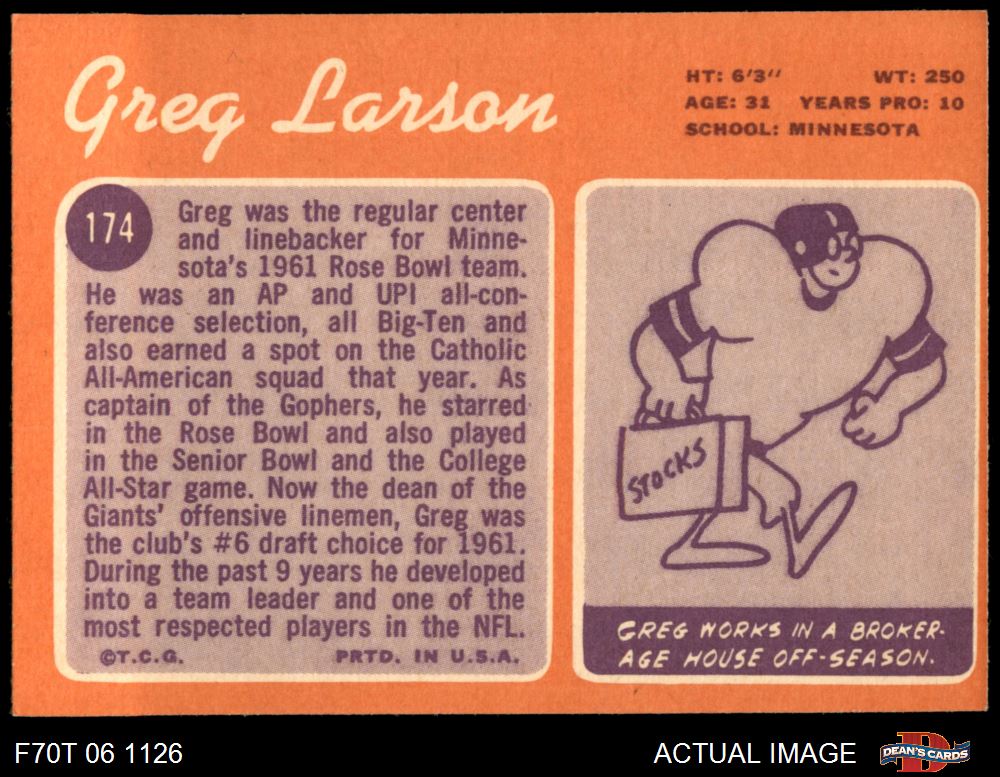 Greg Larson
HT: 6'3" WT: 250
AGE: 31 YEARS PRO: 10
SCHOOL: MINNESOTA
174
Greg was the regular center
and linebacker for Minne-
sota's 1961 Rose Bowl team.
He was an AP and UPI all-con-
ference selection, all Big-Ten and
also earned a spot on the Catholic
All-American squad that year. As
captain of the Gophers, he starred
in the Rose Bowl and also played
in the Senior Bowl and the College
All-Star game. Now the dean of the
Giants' offensive linemen, Greg was
the club's #6 draft choice for 1961.
During the past 9 years he developed
into a team leader and one of the
most respected players in the NFL.
©T.C.G. PRTD. IN U.S.A.
STOCKS
GREG WORKS IN A BROKER-
AGE HOUSE OFF-SEASON.
F70T 06 1126
ACTUAL IMAGE
D
DEAN'S CARDS